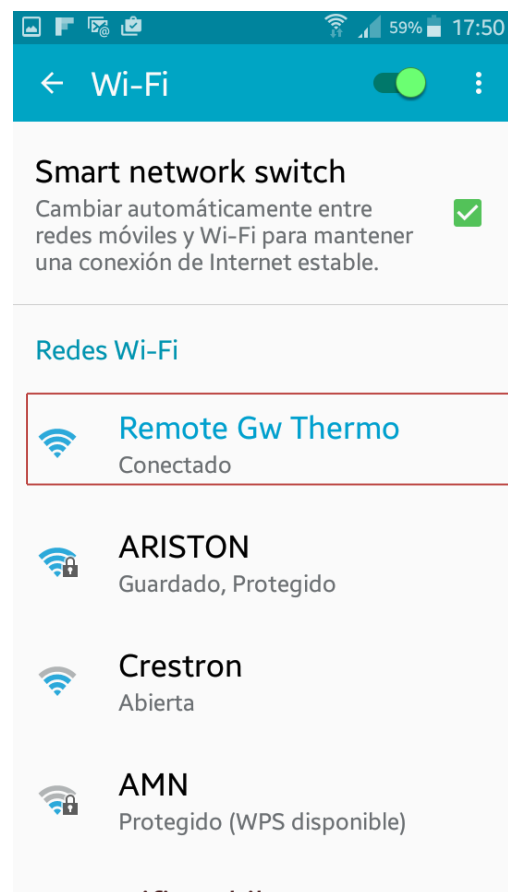 59% 17:50
Wi-Fi
Smart network switch
Cambiar automáticamente entre
redes móviles y Wi-Fi para mantener
una conexión de Internet estable.
Redes Wi-Fi
Remote Gw Thermo
Conectado
ARISTON
Guardado, Protegido
Crestron
Abierta
AMN
Protegido (WPS disponible)